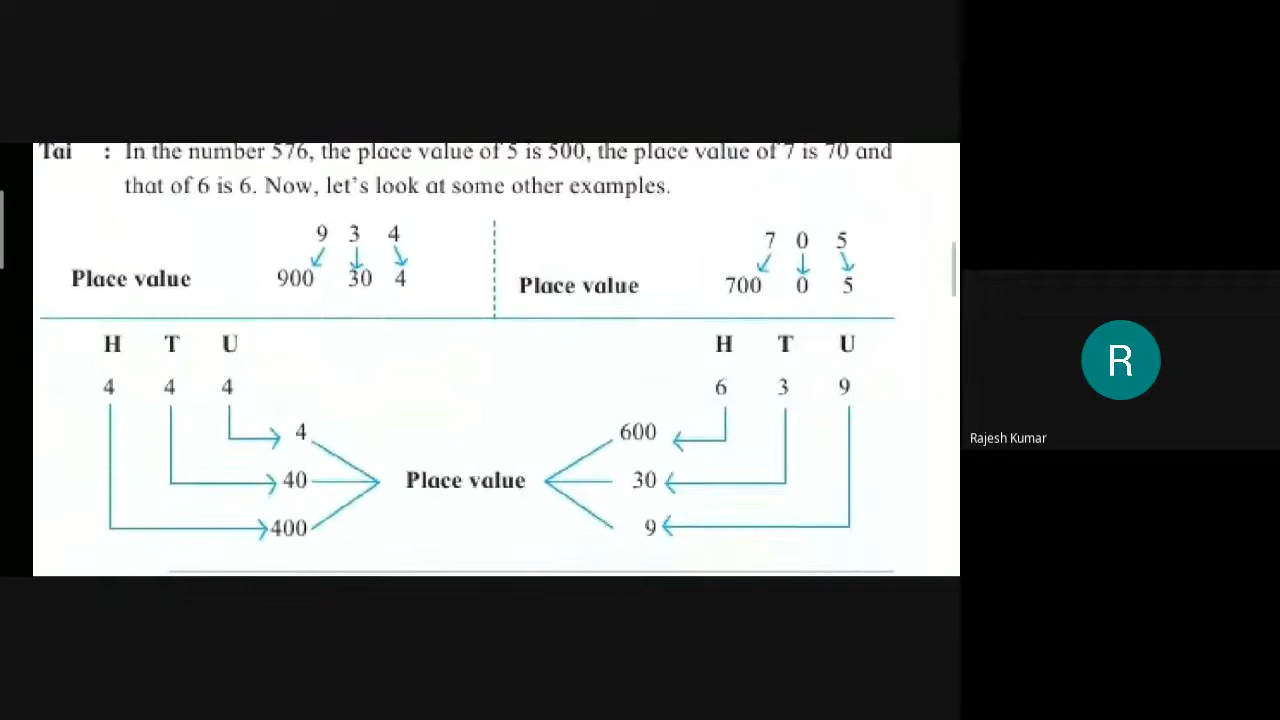 Tai : In the number 576, the place value of 5 is 500, the place value of 7 is 70 and
that of 6 is 6. Now, let's look at some other examples.
9 3 4
Place value 900 30 4
7 0 5
Place value 700 0 5
H T U
4 4 4
4
40
400
Place value
H T U
6 3 9
600
30
9
R
Rajesh Kumar